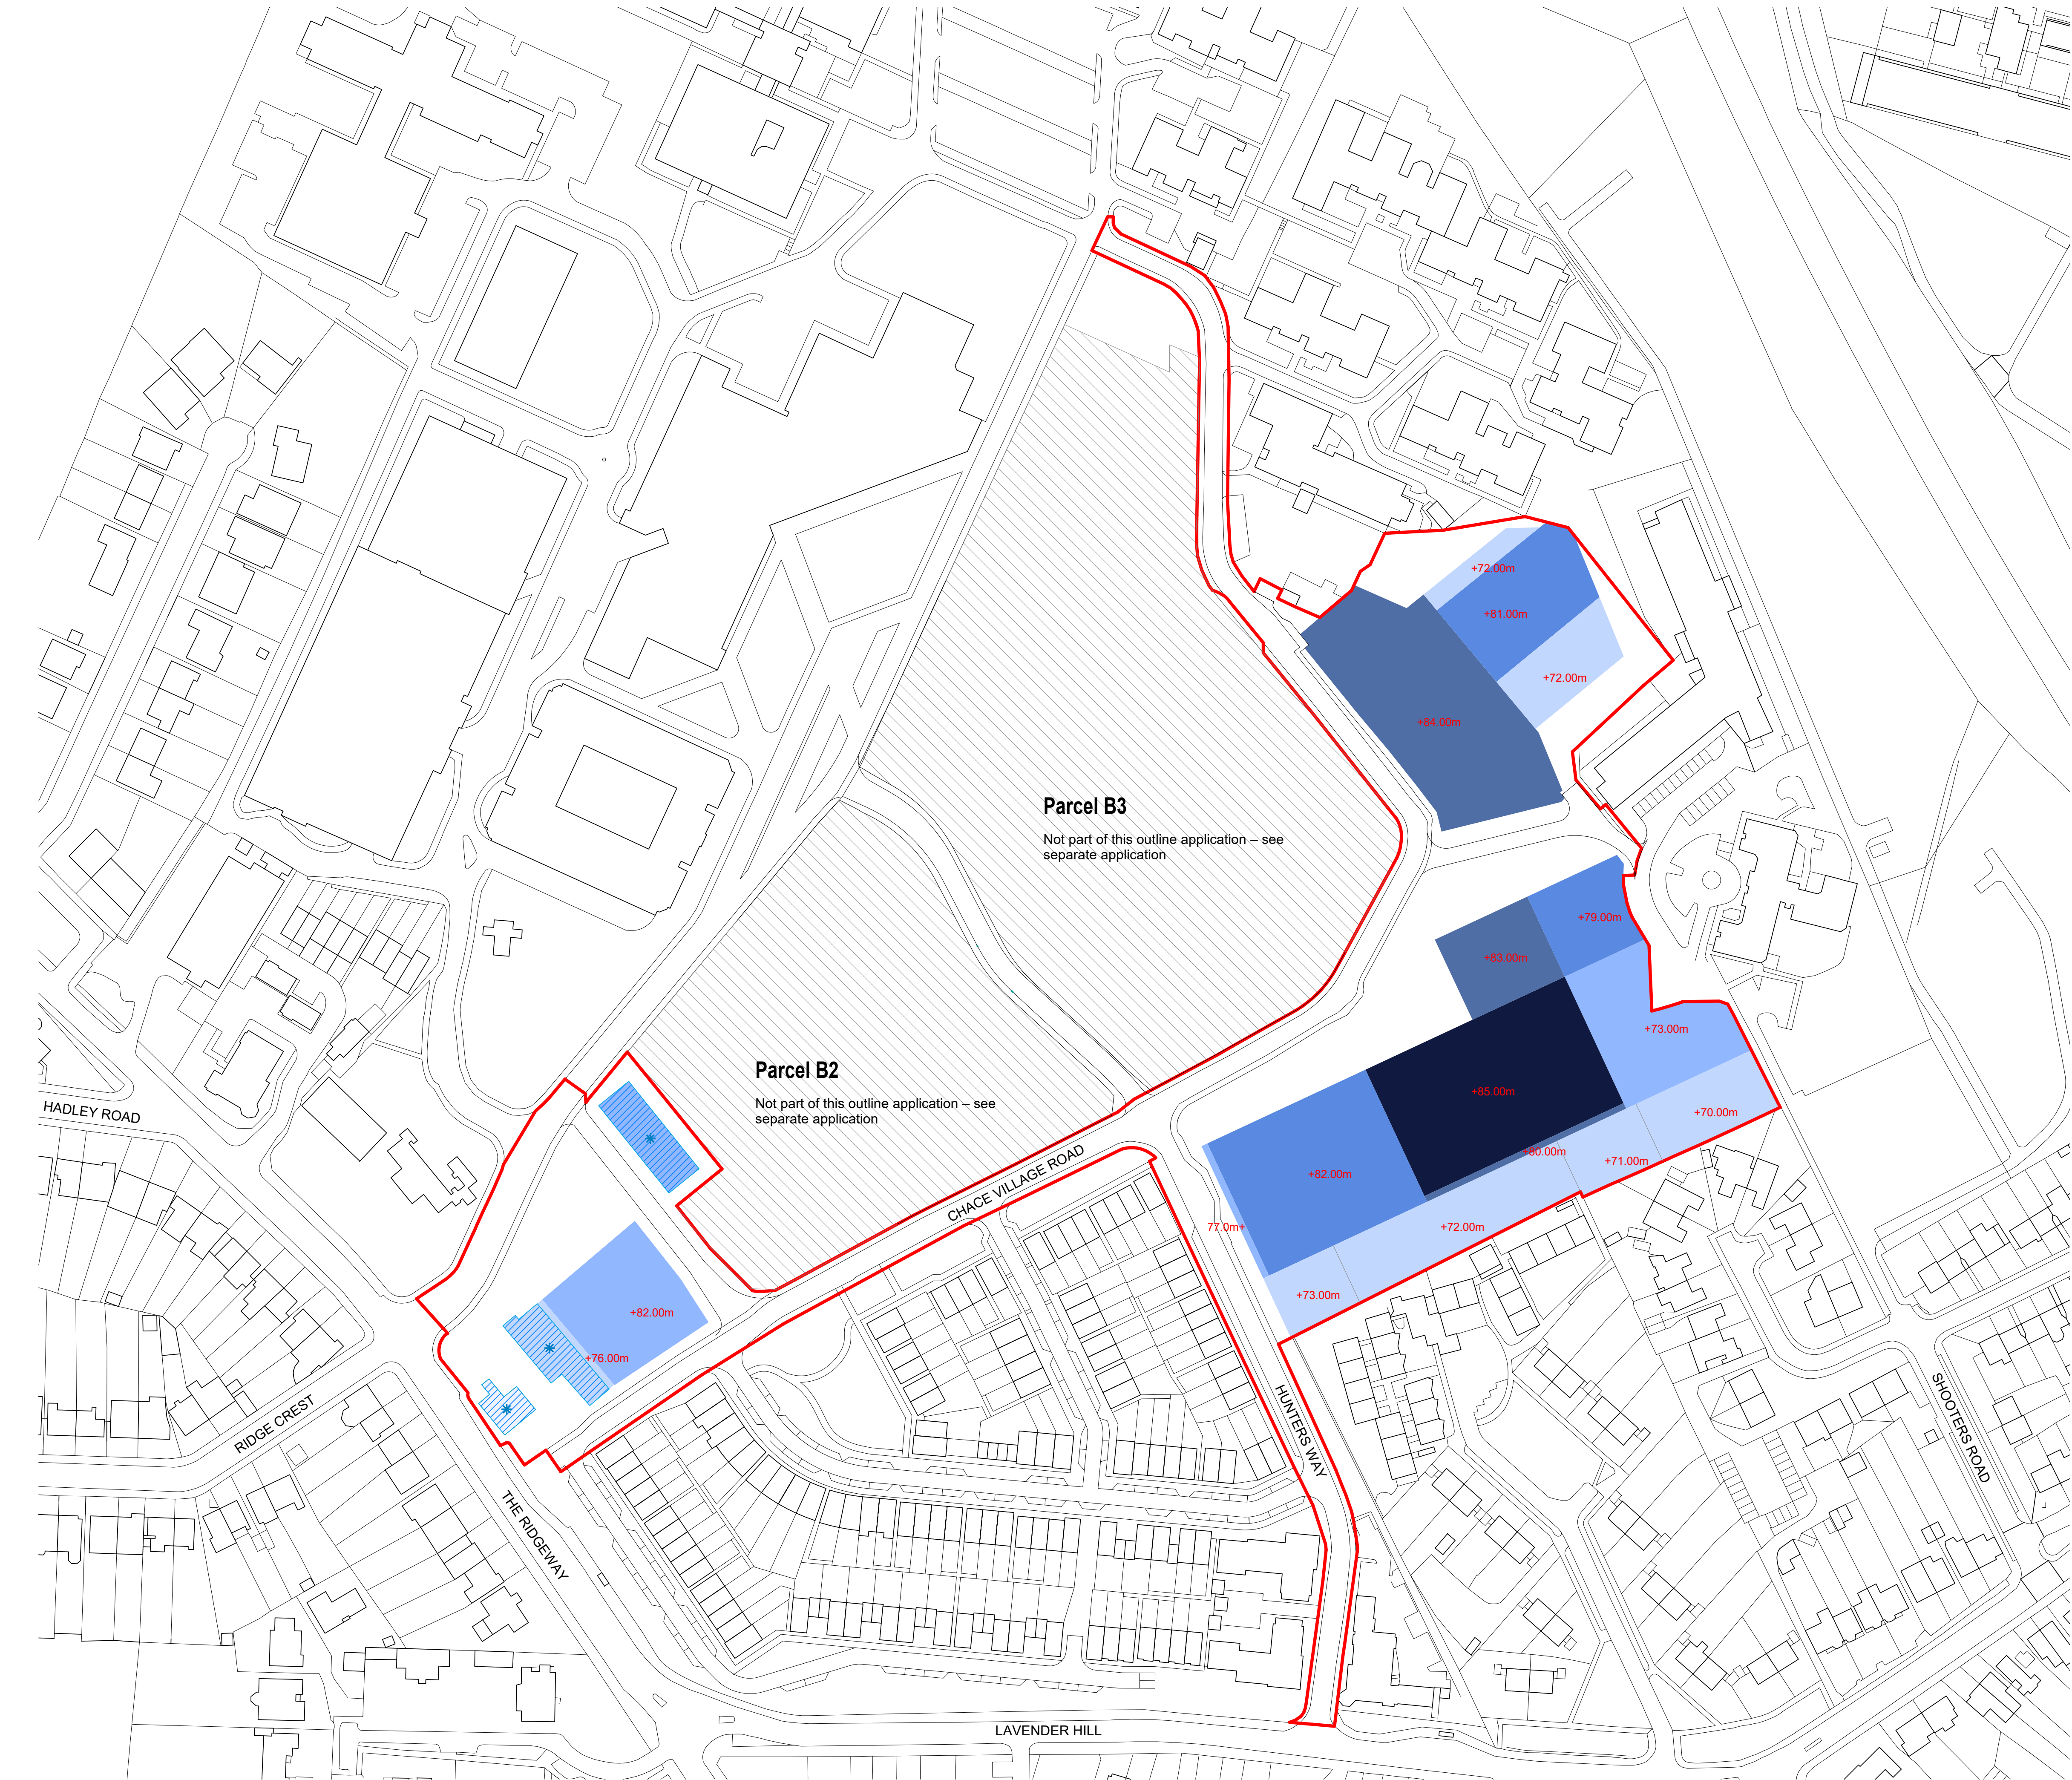 +72.00m
+81.00m
+72.00m
+84.00m
Parcel B3
Not part of this outline application – see
separate application
+79.00m
+83.00m
+73.00m
Parcel B2
Not part of this outline application – see
separate application
+85.00m
HADLEY ROAD
+70.00m
+80.00m
+71.00m
+82.00m
CHACE VILLAGE ROAD
77.0m+
+72.00m
+73.00m
+82.00m
+76.00m
RIDGE CREST
HUNTERS WAY
SHOOTERS ROAD
THE RIDGEWAY
LAVENDER HILL